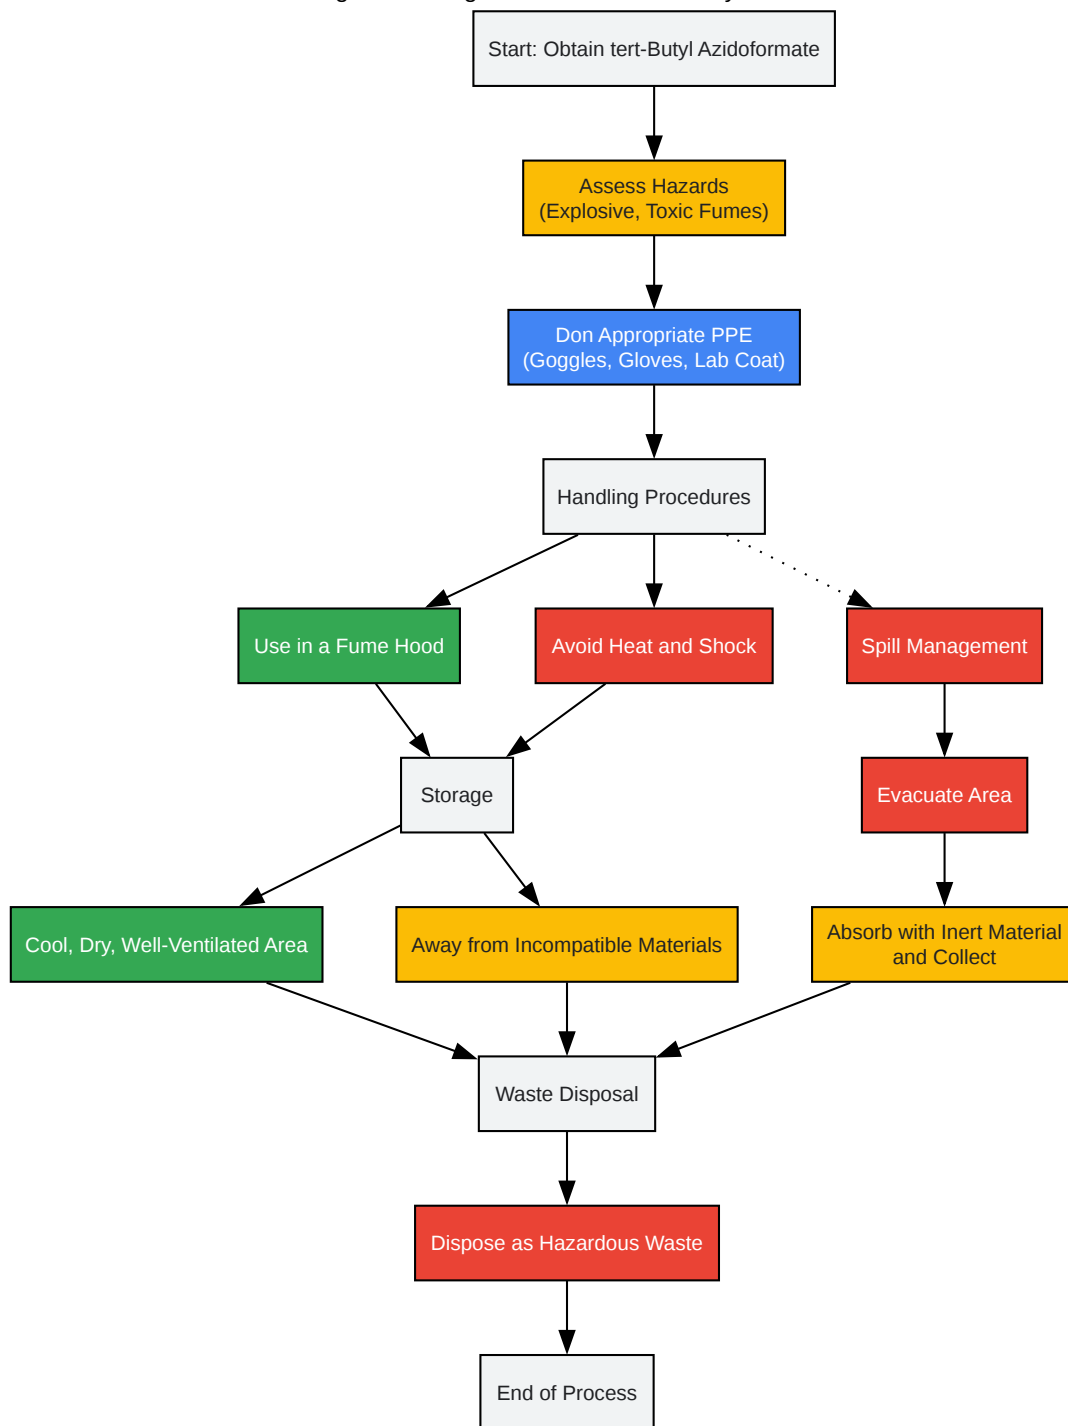 Start: Obtain tert-Butyl Azidoformate
Assess Hazards
(Explosive, Toxic Fumes)
Don Appropriate PPE
(Goggles, Gloves, Lab Coat)
Handling Procedures
Use in a Fume Hood
Avoid Heat and Shock
Spill Management
Storage
Evacuate Area
Cool, Dry, Well-Ventilated Area
Away from Incompatible Materials
Absorb with Inert Material
and Collect
Waste Disposal
Dispose as Hazardous Waste
End of Process